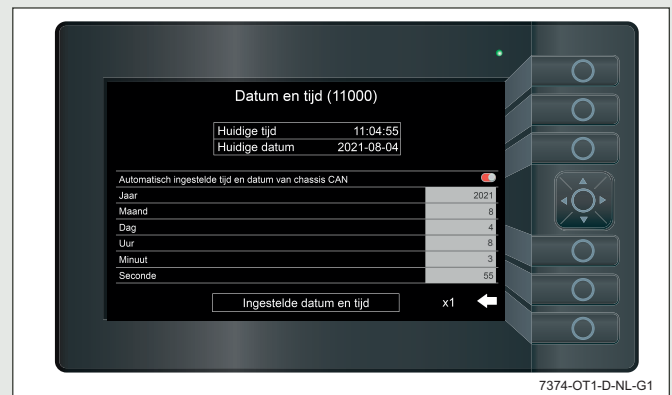 Datum en tijd (11000)
Huidige tijd 11:04:55
Huidige datum 2021-08-04
Automatisch ingestelde tijd en datum van chassis CAN
Jaar 2021
Maand 8
Dag 4
Uur 8
Minuut 3
Seconde 55
Ingestelde datum en tijd x1
7374-OT1-D-NL-G1